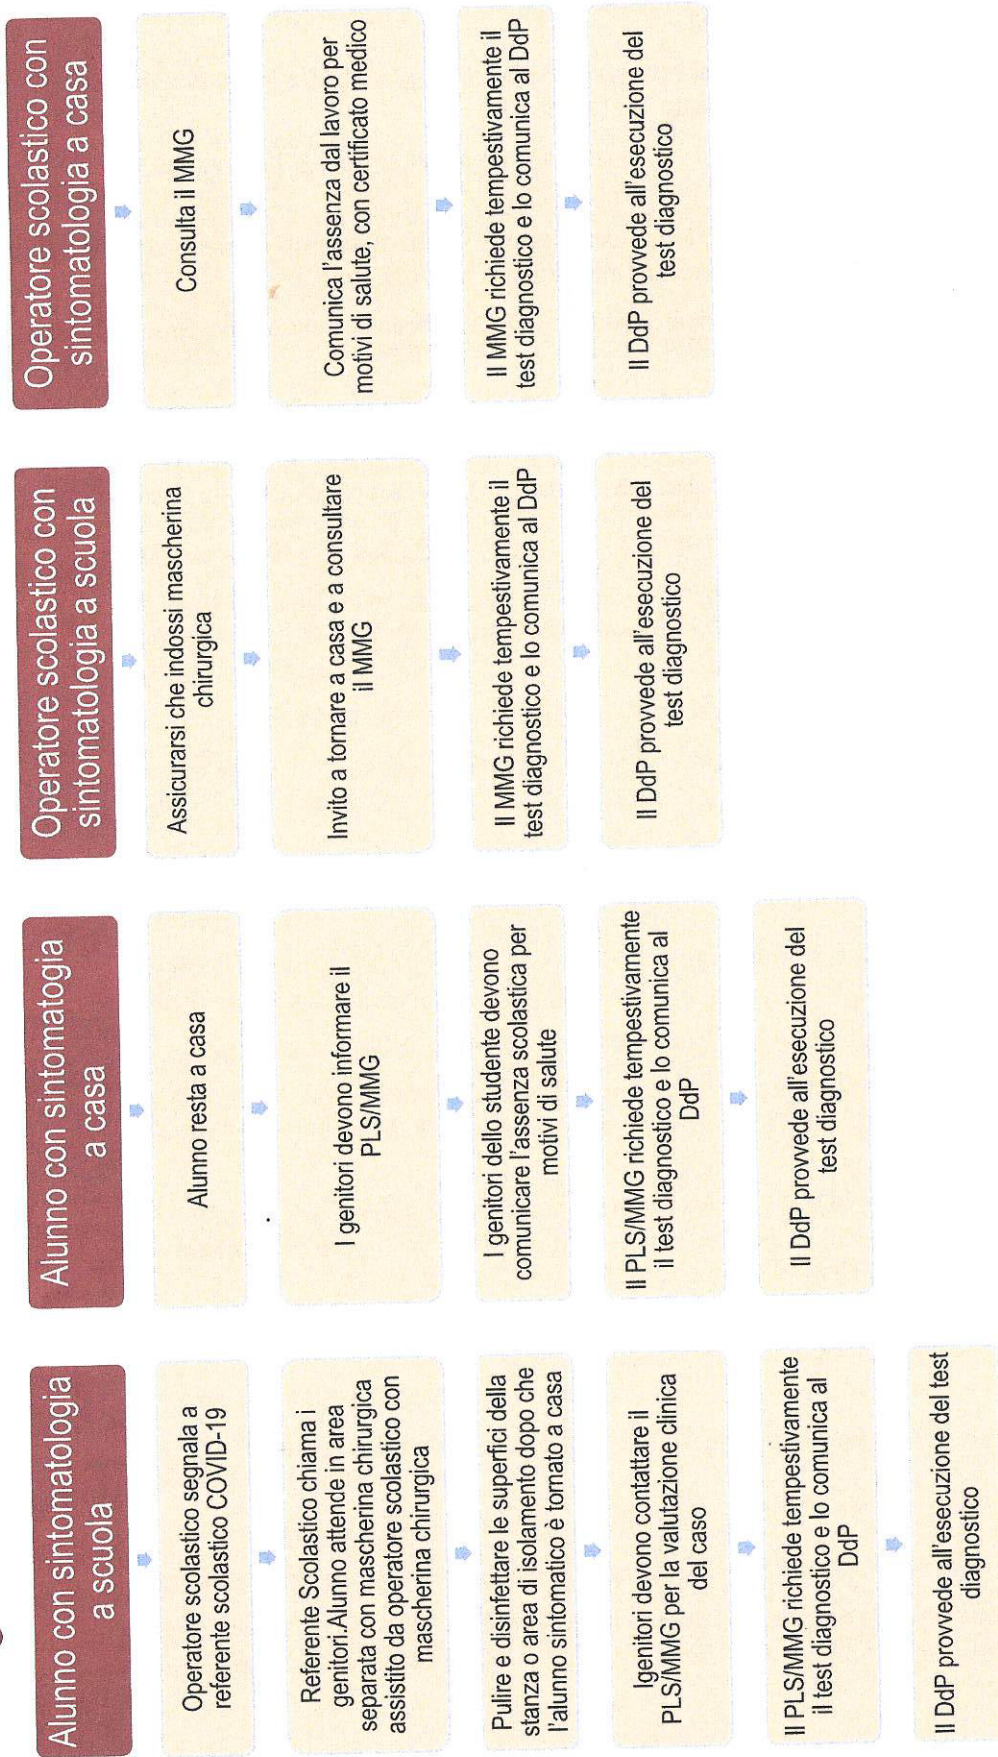 Alunno con sintomatologia
a scuola
Operatore scolastico segnala a
referente scolastico COVID-19
Referente Scolastico chiama i
genitori.Alunno attende in area
separata con mascherina chirurgica
assistito da operatore scolastico con
mascherina chirurgica
Pulire e disinfettare le superfici della
stanza o area di isolamento dopo che
l'alunno sintomatico è tornato a casa
Igenitori devono contattare il
PLS/MMG per la valutazione clinica
del caso
Il PLS/MMG richiede tempestivamente
il test diagnostico e lo comunica al
DdP
Il DdP provvede all'esecuzione del test
diagnostico
Alunno con sintomatogia
a casa
Alunno resta a casa
I genitori devono informare il
PLS/MMG
I genitori dello studente devono
comunicare l'assenza scolastica per
motivi di salute
Il PLS/MMG richiede tempestivamente
il test diagnostico e lo comunica al
DdP
Il DdP provvede all'esecuzione del
test diagnostico
Operatore scolastico con
sintomatologia a scuola
Assicurarsi che indossi mascherina
chirurgica
Invito a tornare a casa e a consultare
il MMG
Il MMG richiede tempestivamente il
test diagnostico e lo comunica al DdP
Il DdP provvede all'esecuzione del
test diagnostico
Operatore scolastico con
sintomatologia a casa
Consulta il MMG
Comunica l'assenza dal lavoro per
motivi di salute, con certificato medico
Il MMG richiede tempestivamente il
test diagnostico e lo comunica al DdP
Il DdP provvede all'esecuzione del
test diagnostico